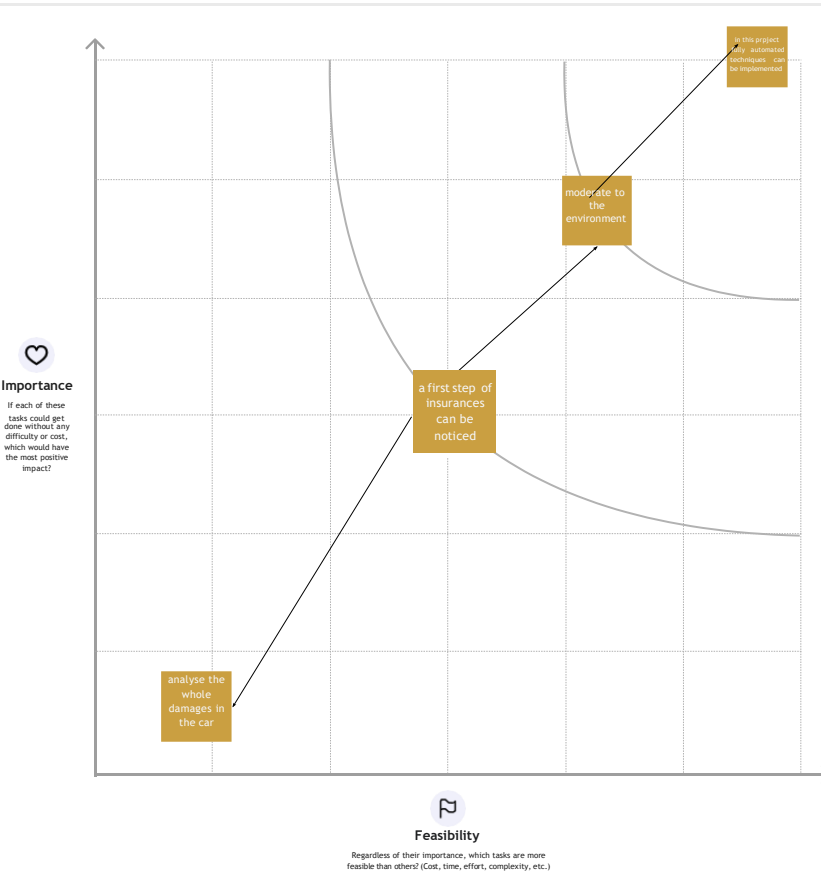 in this prpject
fully automated
techniques can
be implemented
moderate to
the
environment
a first step of
insurances
can be
noticed
Importance
If each of these
tasks could get
done without any
difficulty or cost,
which would have
the most positive
impact?
analyse the
whole
damages in
the car
Feasibility
Regardless of their importance, which tasks are more
feasible than others? (Cost, time, effort, complexity, etc.)